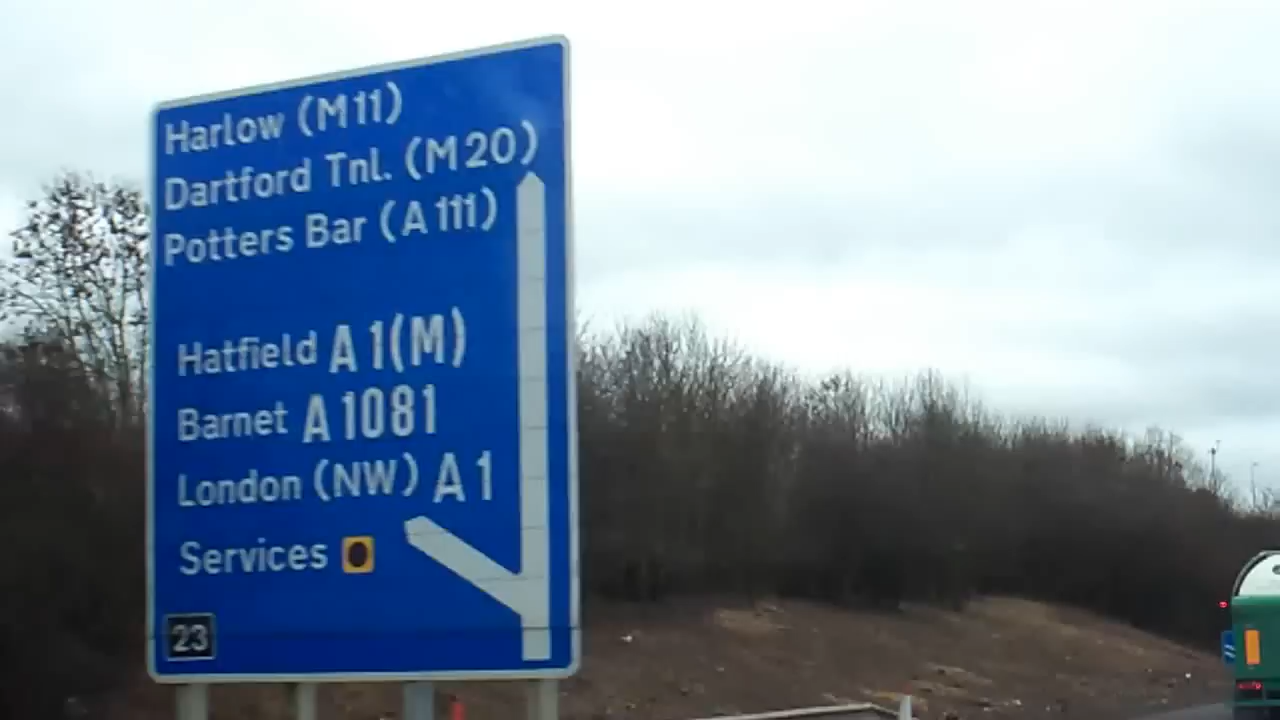 Harlow (M11)
Dartford Tnl. (M20)
Potters Bar (A111)
Hatfield A1(M)
Barnet A1081
London (NW) A1
Services
23